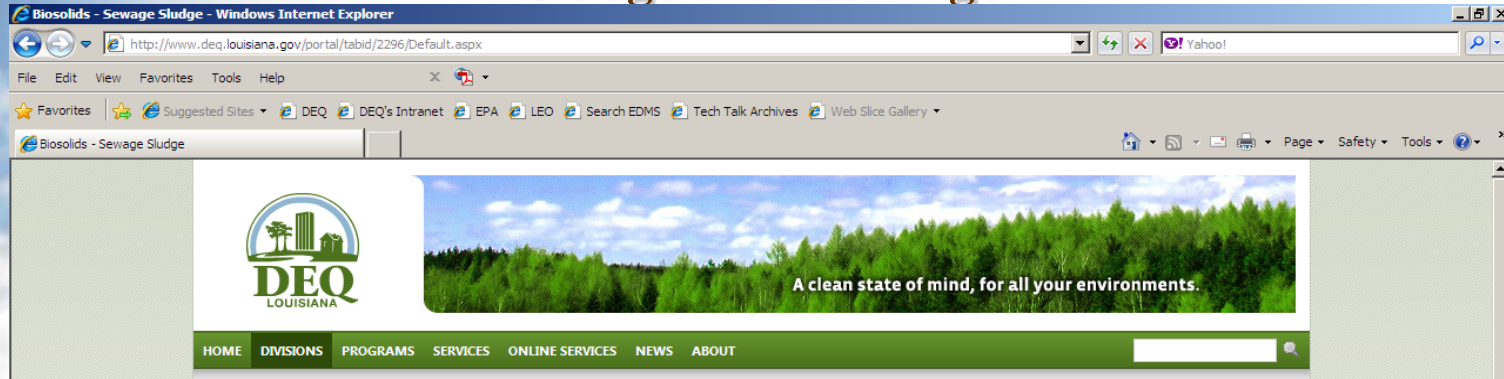 Biosolids - Sewage Sludge - Windows Internet Explorer
http://www.deq.louisiana.gov/portal/tabid/2296/Default.aspx Yahoo!
File Edit View Favorites Tools Help
Favorites Suggested Sites DEQ DEQ's Intranet EPA LEO Search EDMS Tech Talk Archives Web Slice Gallery
Biosolids - Sewage Sludge Page Safety Tools
DEQ
LOUISIANA
A clean state of mind, for all your environments.
HOME DIVISIONS PROGRAMS SERVICES ONLINE SERVICES NEWS ABOUT